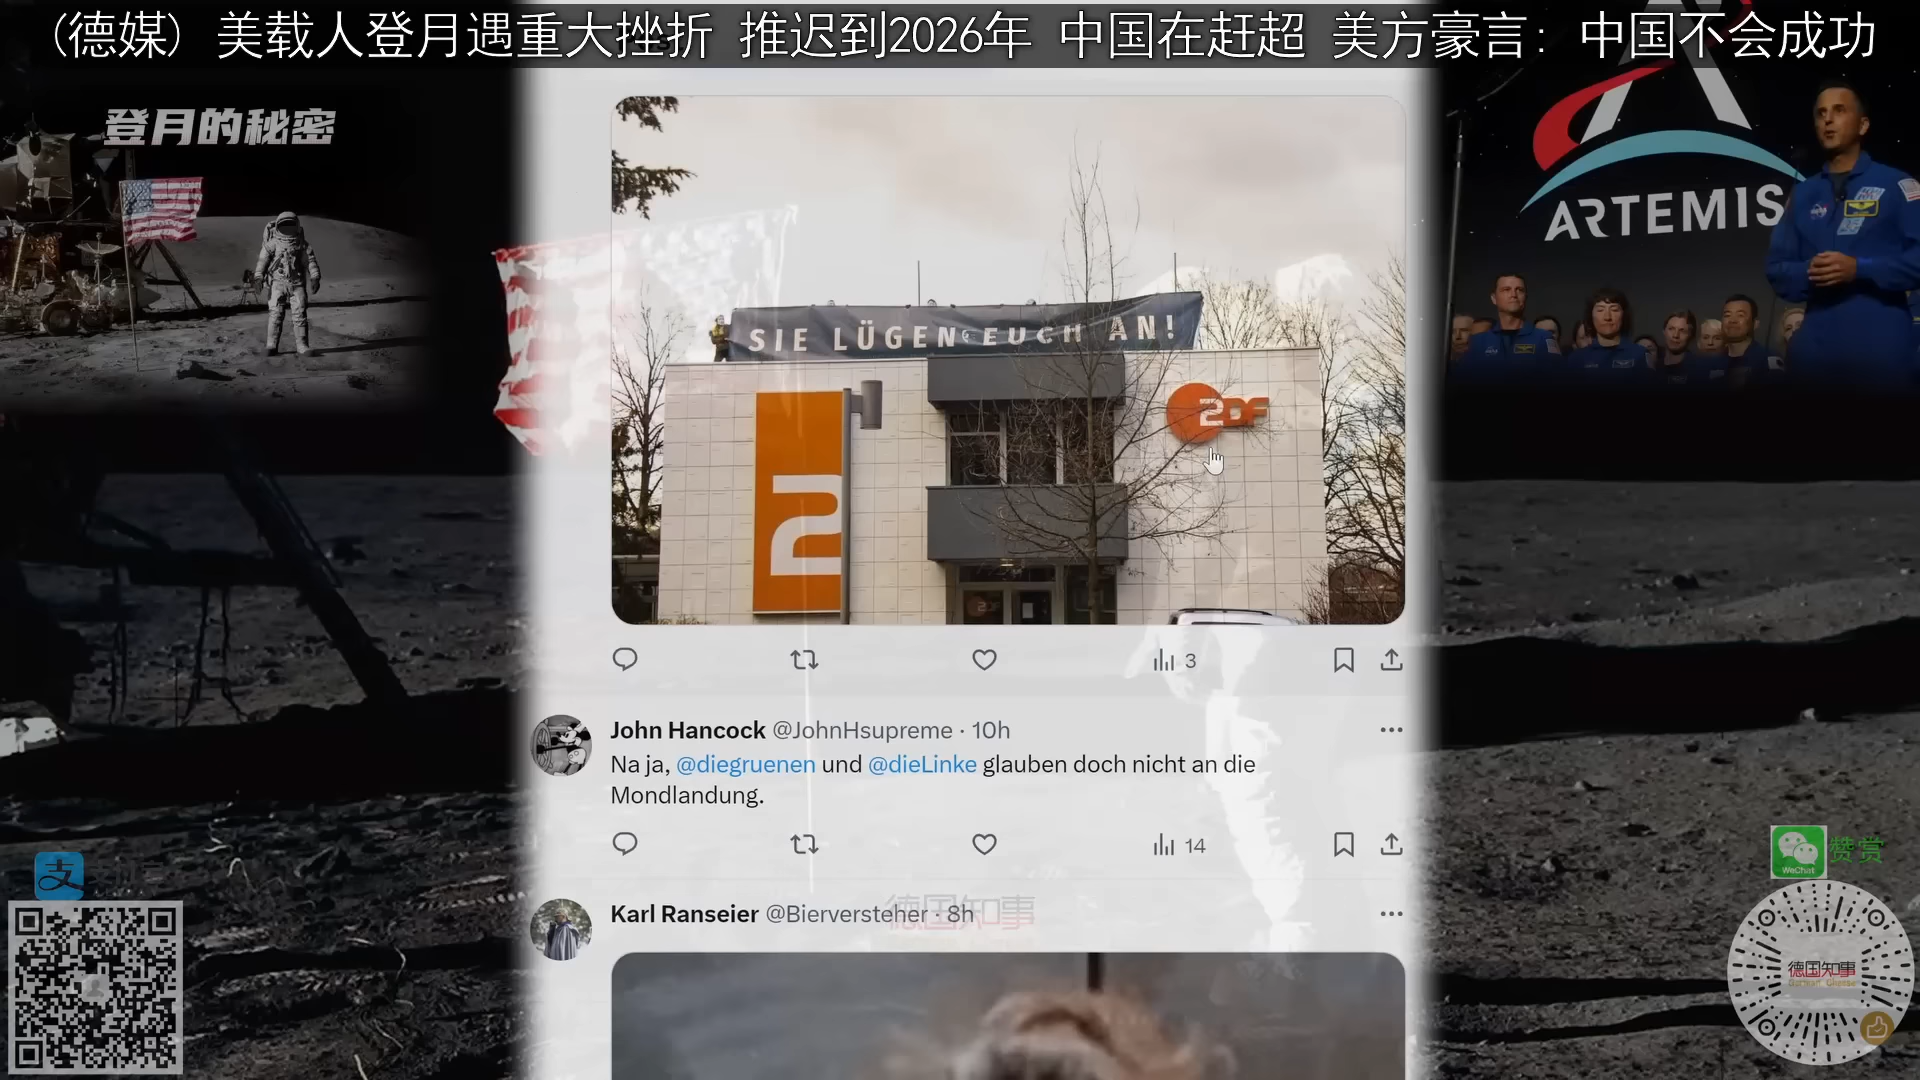 (德媒) 美载人登月遇重大挫折 推迟到2026年 中国在赶超 美方豪言: 中国不会成功
登月的秘密
ARTEMIS
SIE LÜGEN EUCH AN!
2
2DF
3
John Hancock @JohnHsupreme · 10h
Na ja, @diegruenen und @dieLinke glauben doch nicht an die
Mondlandung.
14
德国知事
Karl Ranseier @Bierversteher · 8h
支
WeChat
赞赏
德国知事